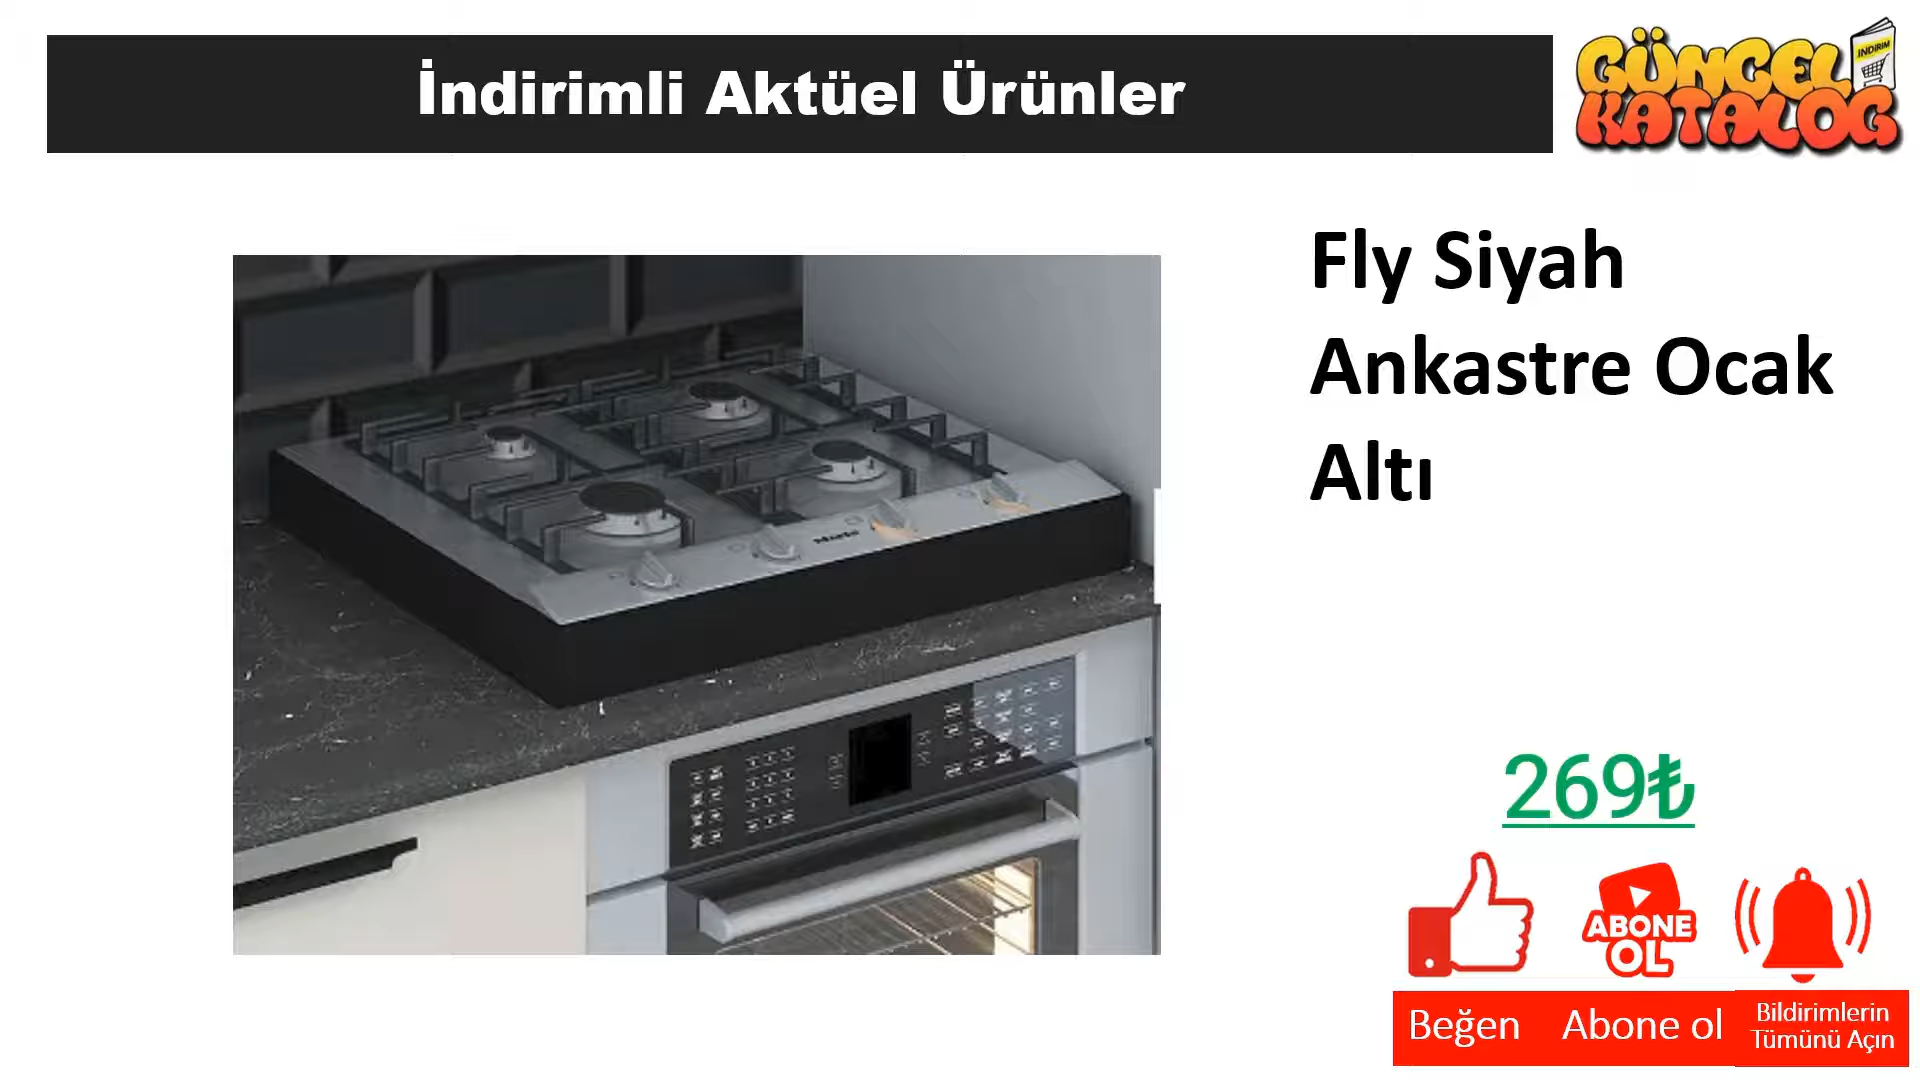 İndirimli Aktüel Ürünler
GÜNCEL
KATALOG
İNDİRİM
Fly Siyah
Ankastre Ocak
Altı
269₺
ABONE
OL
Beğen
Abone ol
Bildirimlerin
Tümünü Açın